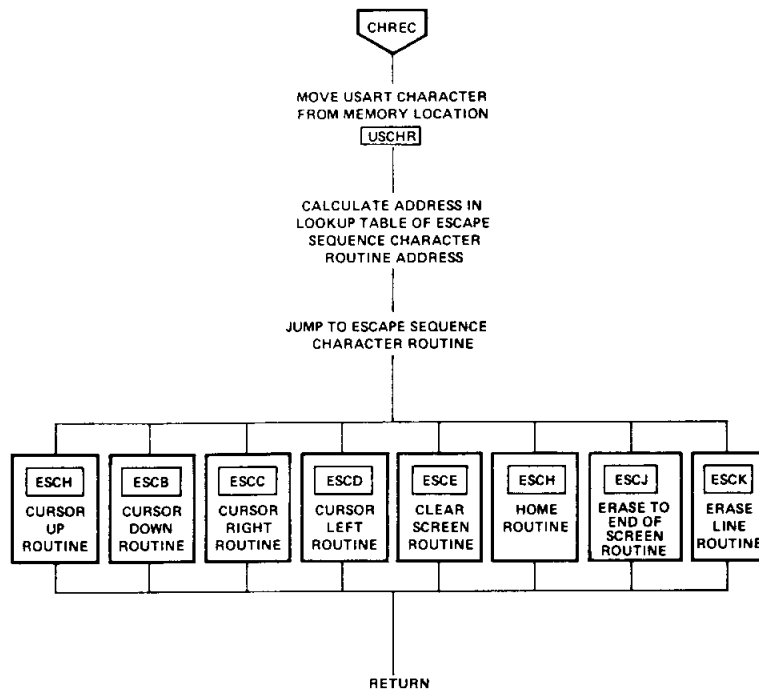 CHREC
MOVE USART CHARACTER
FROM MEMORY LOCATION
USCHR
CALCULATE ADDRESS IN
LOOKUP TABLE OF ESCAPE
SEQUENCE CHARACTER
ROUTINE ADDRESS
JUMP TO ESCAPE SEQUENCE
CHARACTER ROUTINE
ESCH
CURSOR
UP
ROUTINE
ESCB
CURSOR
DOWN
ROUTINE
ESCC
CURSOR
RIGHT
ROUTINE
ESCD
CURSOR
LEFT
ROUTINE
ESCE
CLEAR
SCREEN
ROUTINE
ESCH
HOME
ROUTINE
ESCJ
ERASE TO
END OF
SCREEN
ROUTINE
ESCK
ERASE
LINE
ROUTINE
RETURN